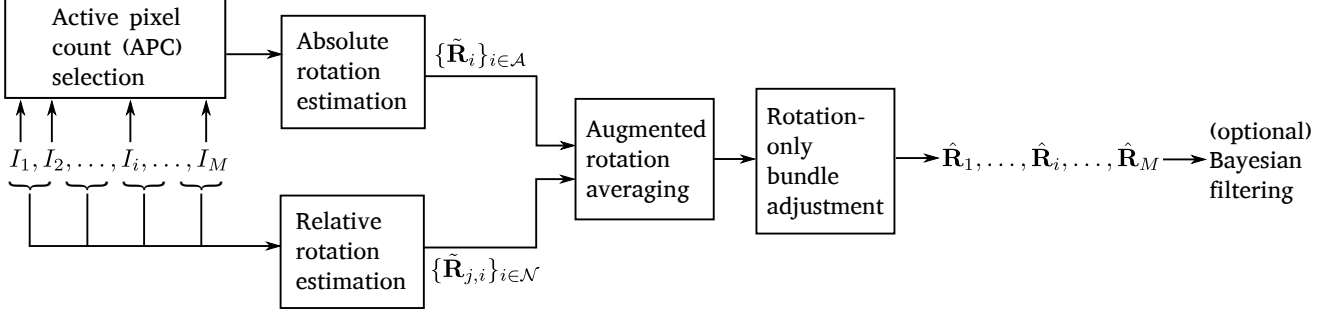 Active pixel
count (APC)
selection
Absolute
rotation
estimation
{R̃_i}_{i∈𝒜}
I_1, I_2, . . . , I_i, . . . , I_M
Relative
rotation
estimation
{R̃_{j,i}}_{i∈𝒩}
Augmented
rotation
averaging
Rotation-
only
bundle
adjustment
R̂_1, . . . , R̂_i, . . . , R̂_M
(optional)
Bayesian
filtering